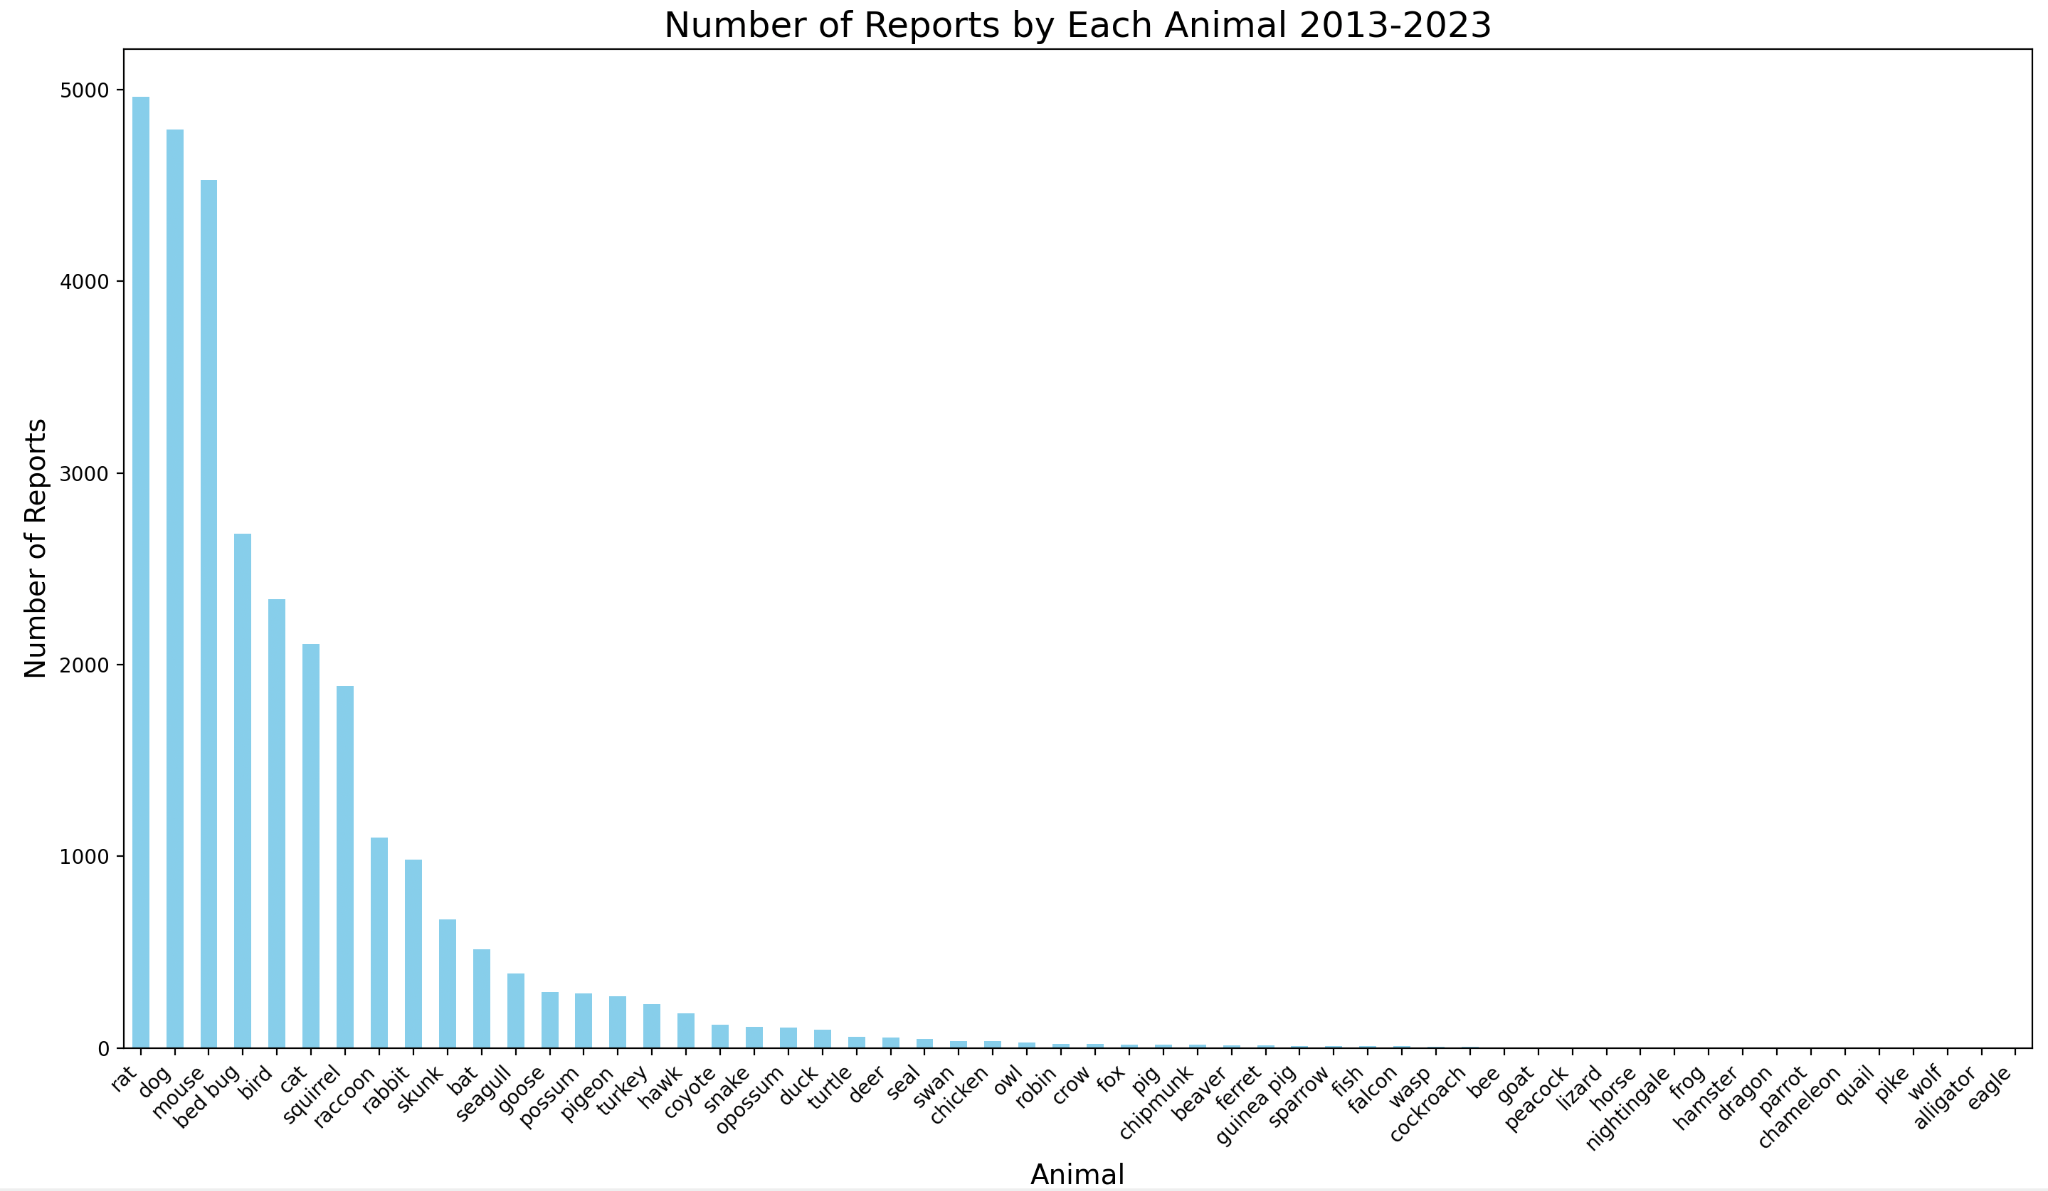 Number of Reports by Each Animal 2013-2023
Number of Reports
5000
4000
3000
2000
1000
0
rat
dog
mouse
bed bug
bird
cat
squirrel
raccoon
rabbit
skunk
bat
seagull
goose
possum
pigeon
turkey
hawk
coyote
snake
opossum
duck
turtle
deer
seal
swan
chicken
owl
robin
crow
fox
pig
chipmunk
beaver
ferret
guinea pig
sparrow
fish
falcon
wasp
cockroach
bee
goat
peacock
lizard
horse
nightingale
frog
hamster
dragon
parrot
chameleon
quail
pike
wolf
alligator
eagle
Animal